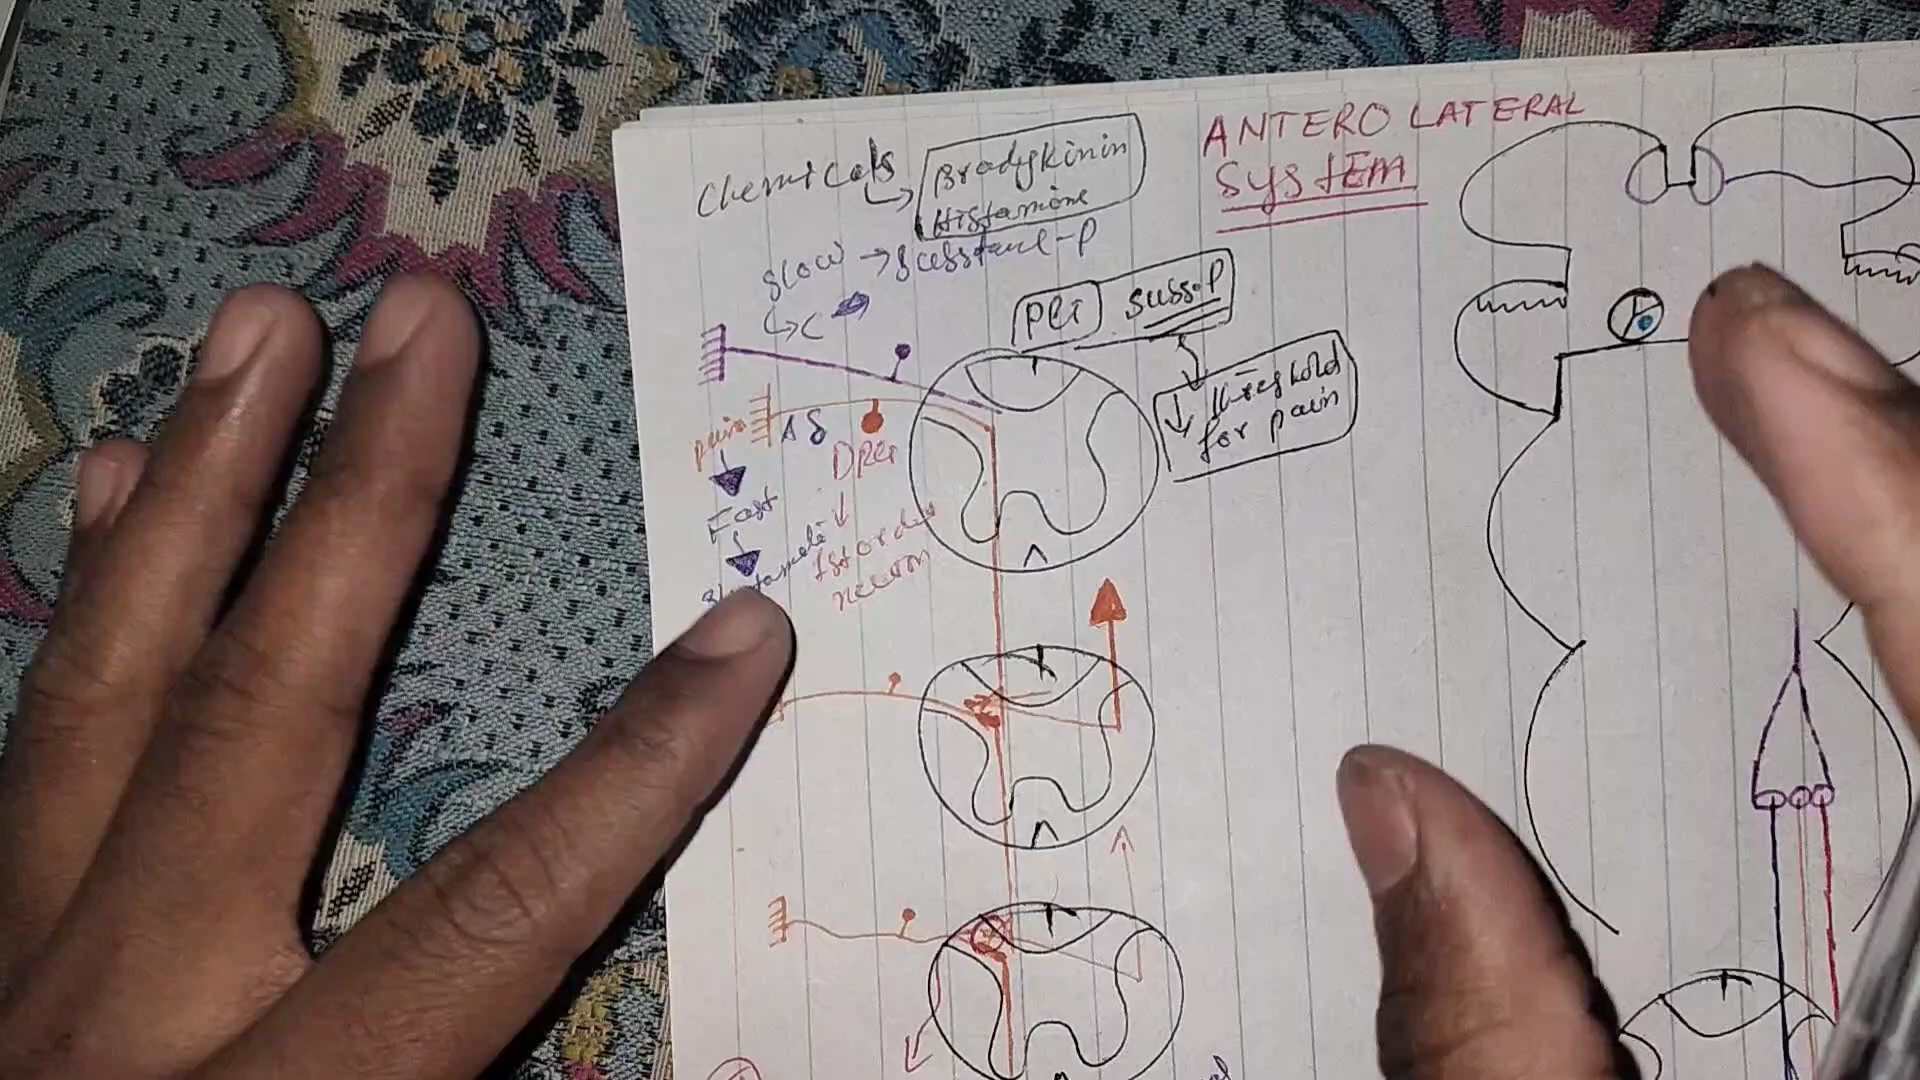 ANTERO LATERAL
SYSTEM
Chemicals
Bradykinin
Histamine
slow → Substance-P
↳ C
PG
Subs-P
↓ threshold
for pain
pain
Aδ
DRG
Fast
1st order
neuron